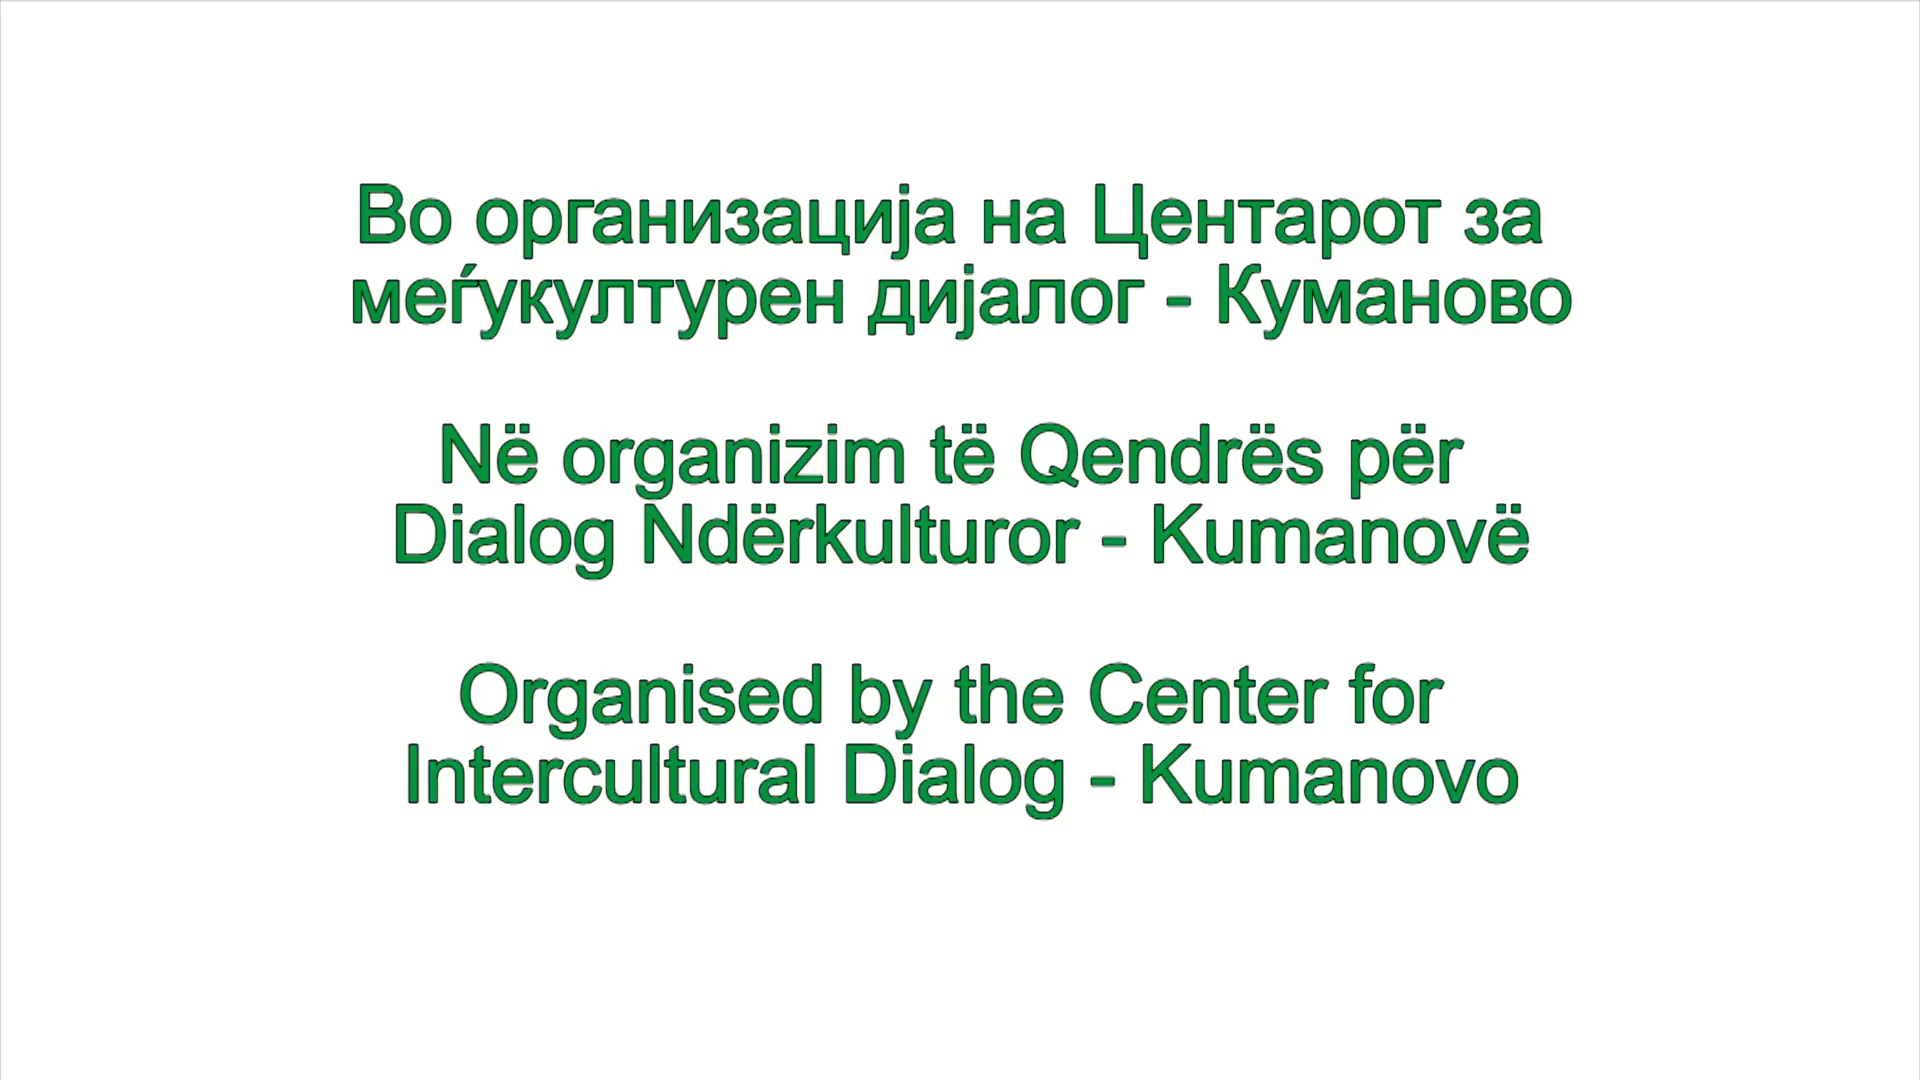 Во организација на Центарот за
меѓукултурен дијалог - Куманово
Në organizim të Qendrës për
Dialog Ndërkulturor - Kumanovë
Organised by the Center for
Intercultural Dialog - Kumanovo